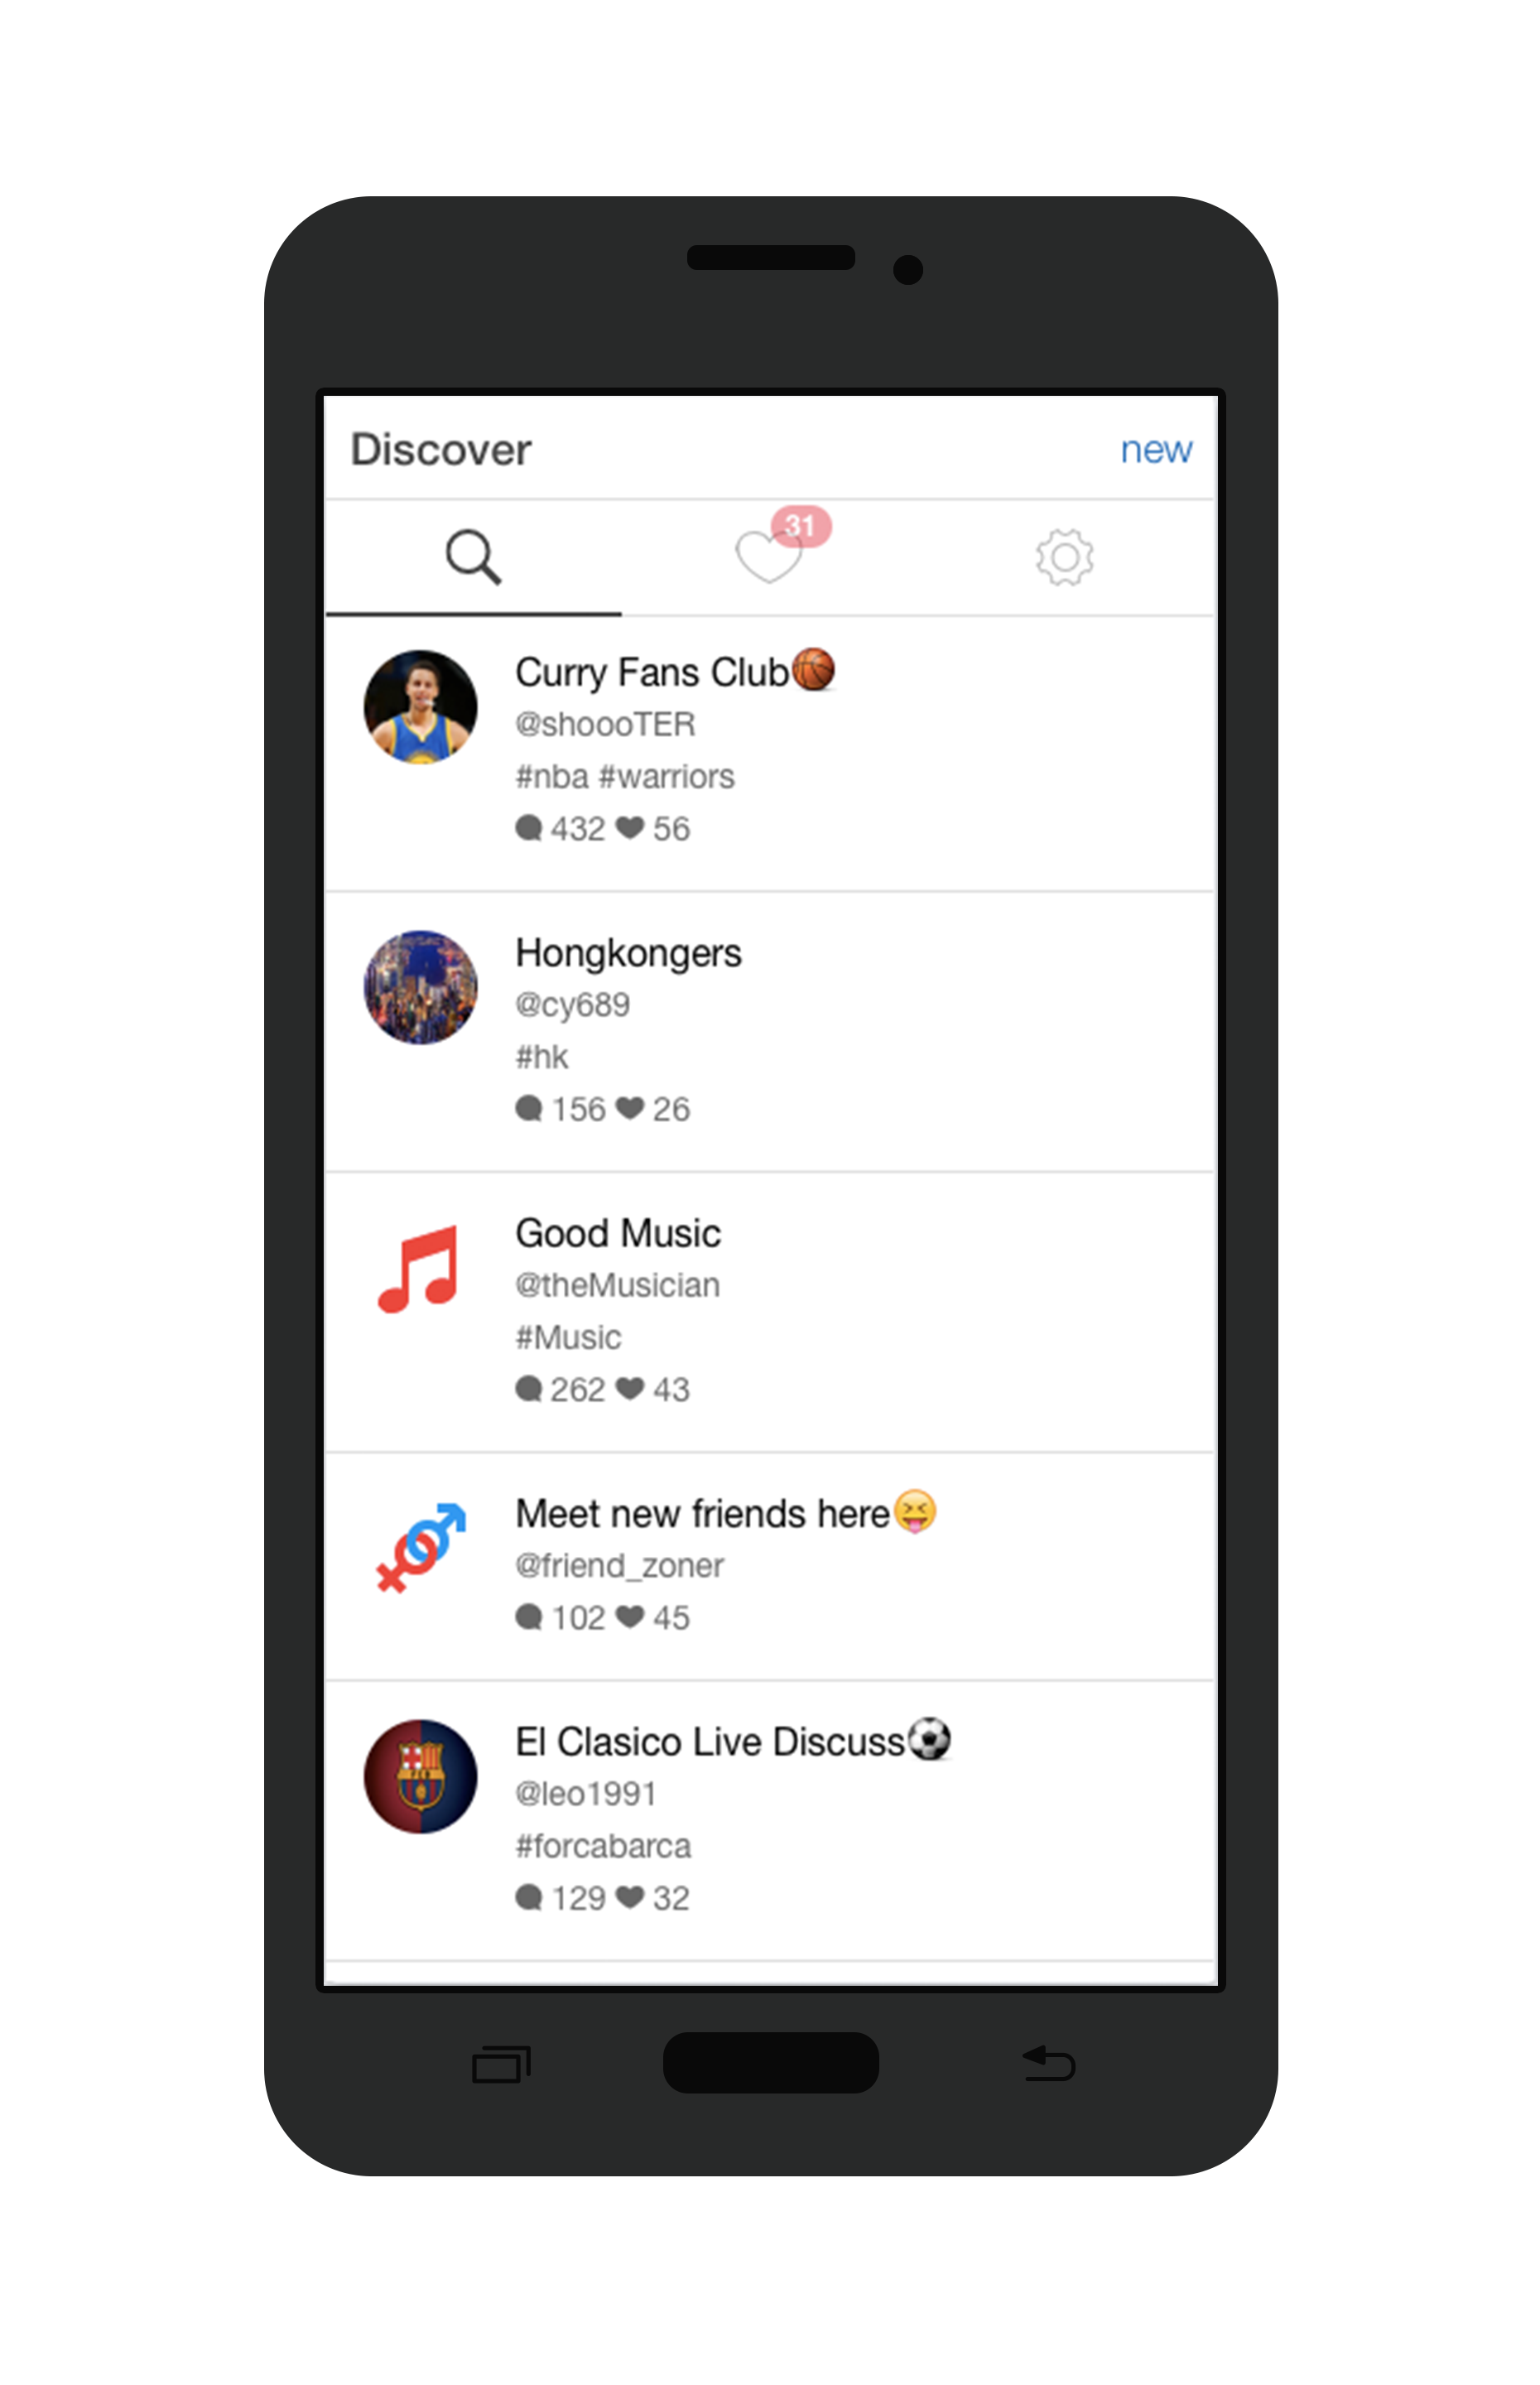 Discover
new
31
Curry Fans Club🏀
@shoooTER
#nba #warriors
432 56
Hongkongers
@cy689
#hk
156 26
Good Music
@theMusician
#Music
262 43
Meet new friends here😝
@friend_zoner
102 45
El Clasico Live Discuss⚽
@leo1991
#forcabarca
129 32